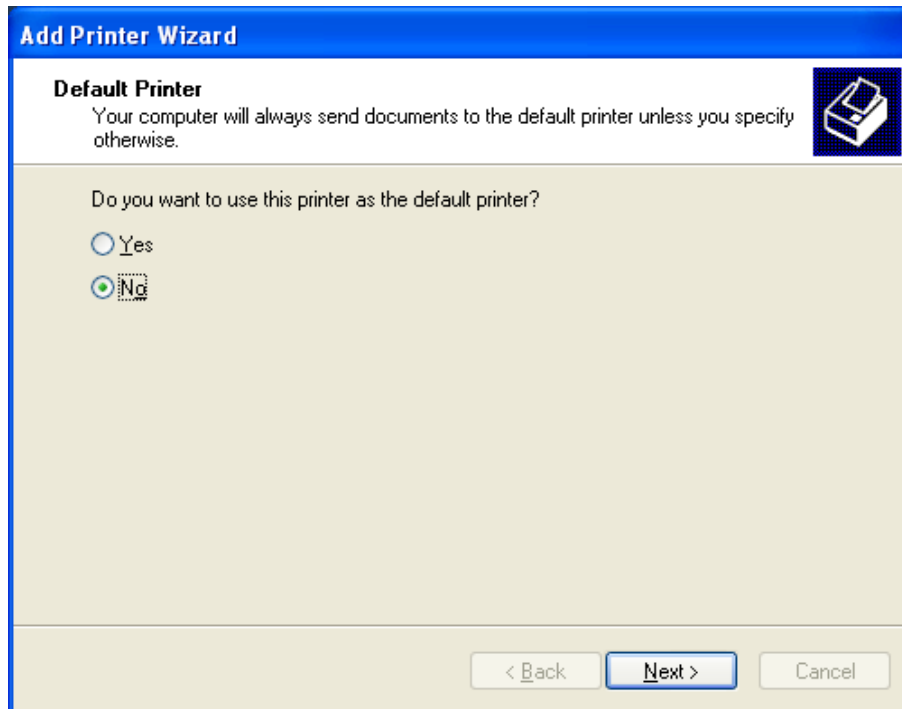 Add Printer Wizard
Default Printer
Your computer will always send documents to the default printer unless you specify
otherwise.
Do you want to use this printer as the default printer?
Yes
No
< Back
Next >
Cancel